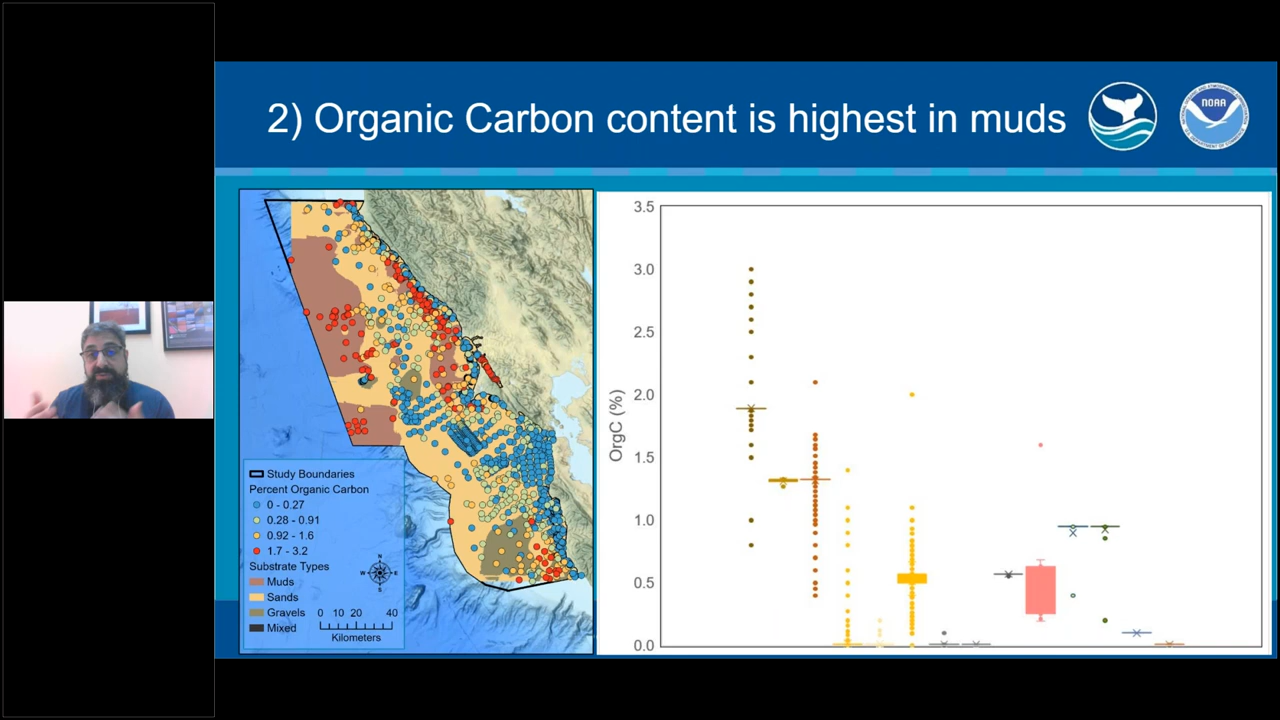 2) Organic Carbon content is highest in muds
NOAA
Study Boundaries
Percent Organic Carbon
0 - 0.27
0.28 - 0.91
0.92 - 1.6
1.7 - 3.2
Substrate Types
Muds
Sands
Gravels
Mixed
N
W E
S
0 10 20 40
Kilometers
OrgC (%)
3.5
3.0
2.5
2.0
1.5
1.0
0.5
0.0